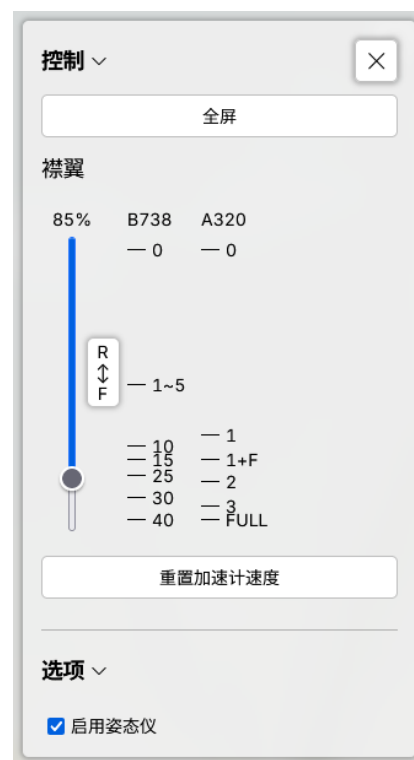 控制
全屏
襟翼
85% B738 A320
— 0 — 0
R
↕
F
— 1~5
— 1
— 10
— 15 — 1+F
— 25 — 2
— 30 — 3
— 40 — FULL
重置加速计速度
选项
启用姿态仪